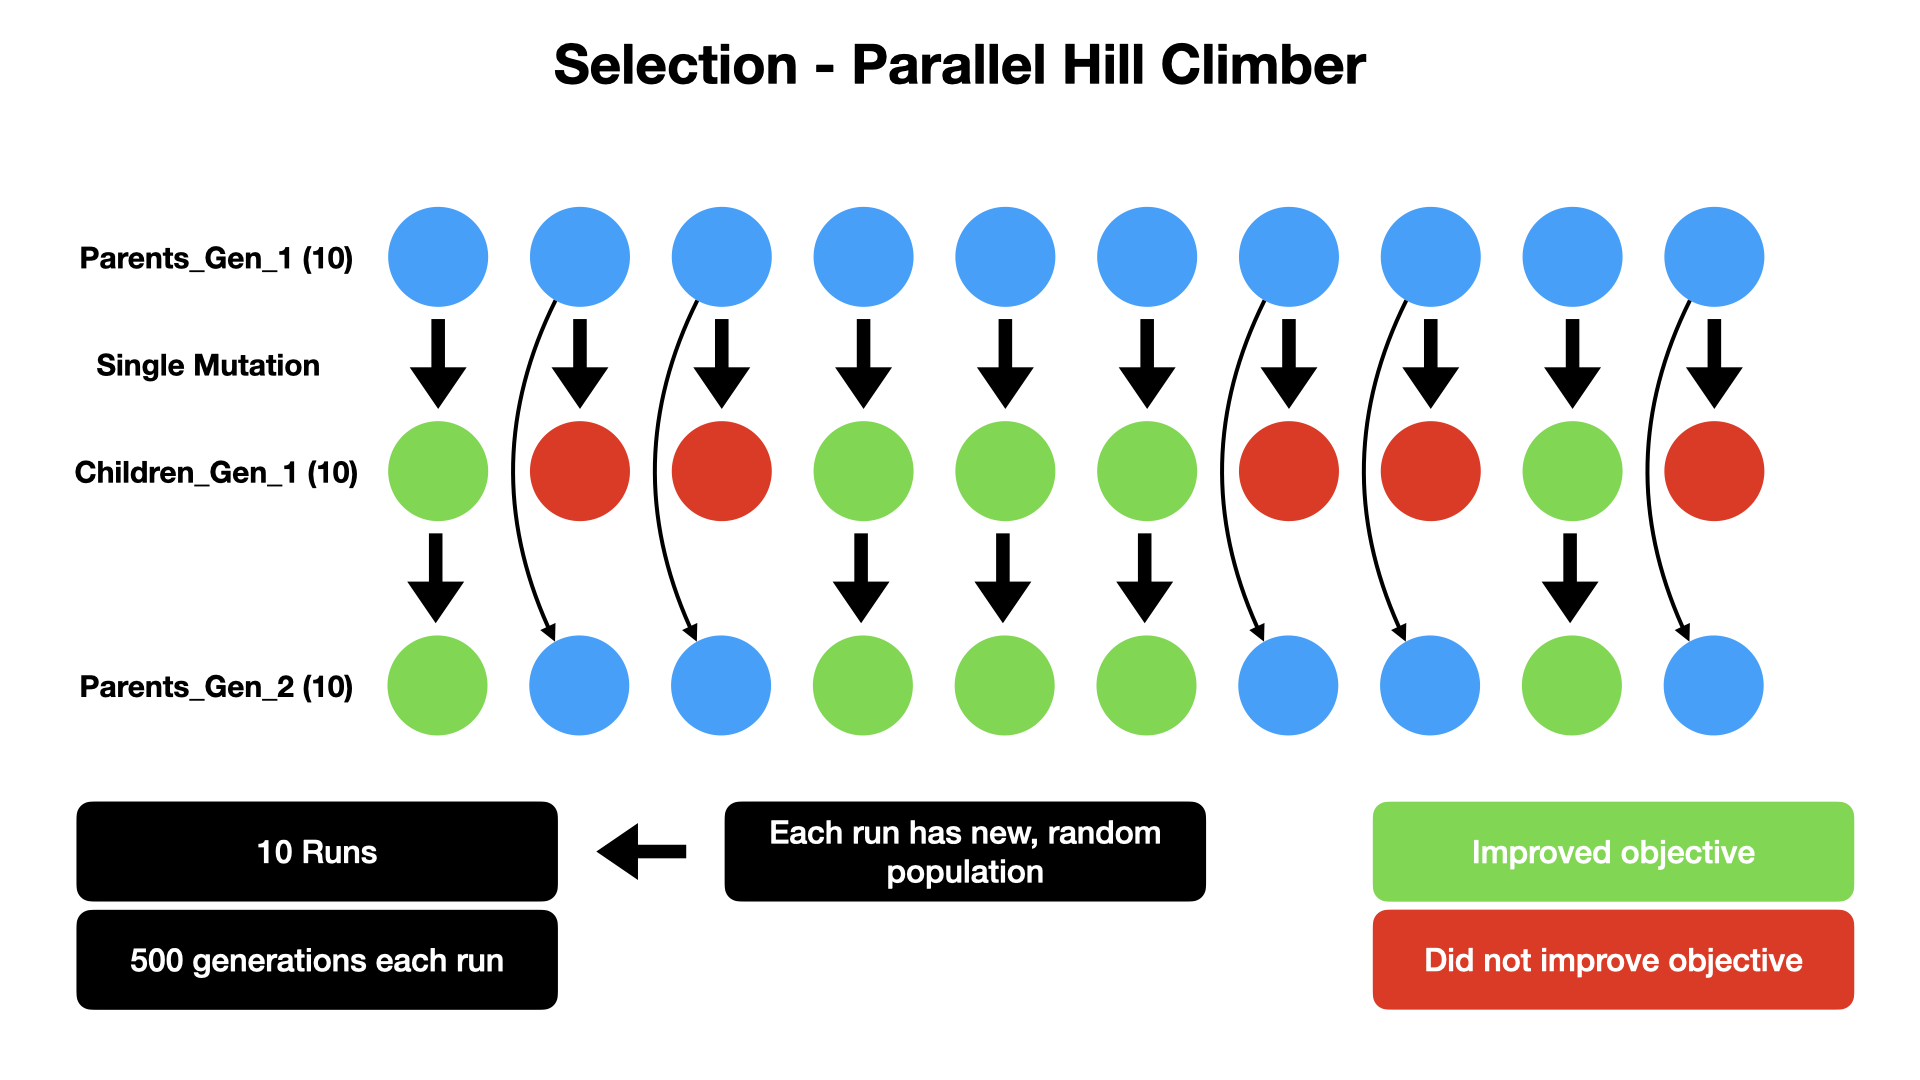 Selection - Parallel Hill Climber
Parents_Gen_1 (10)
Single Mutation
Children_Gen_1 (10)
Parents_Gen_2 (10)
10 Runs
Each run has new, random
population
Improved objective
500 generations each run
Did not improve objective